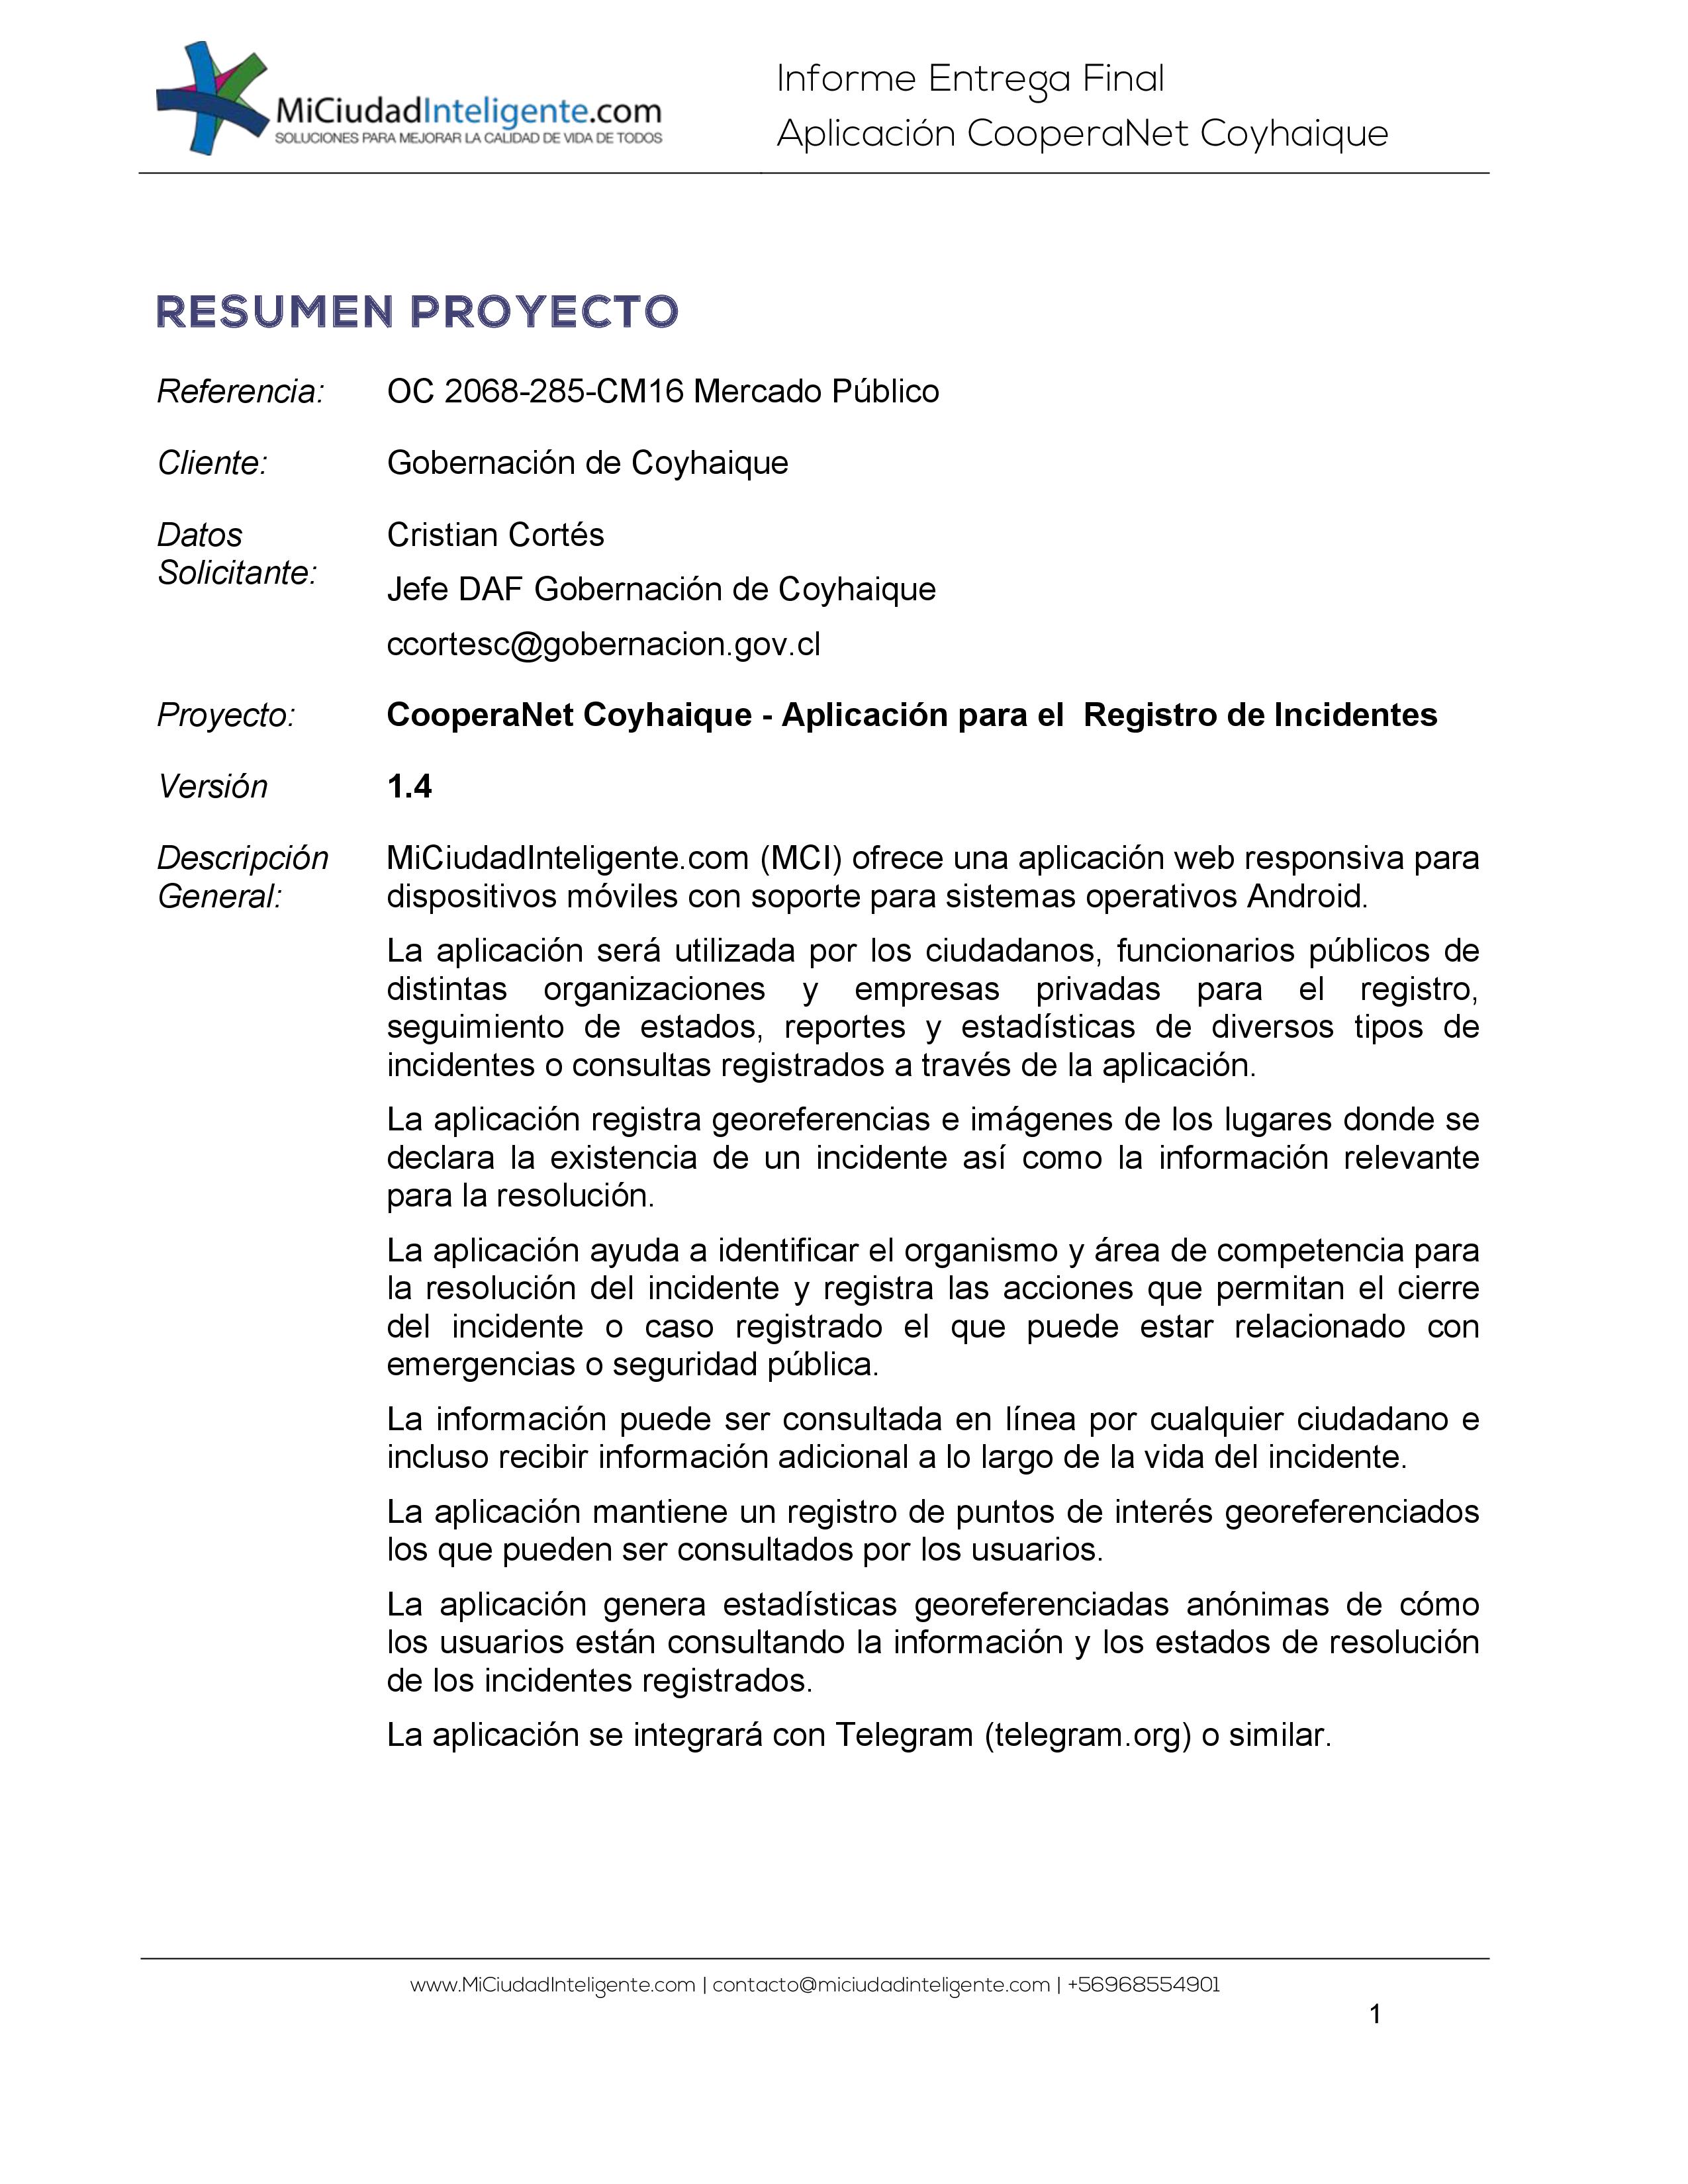 MiCiudadInteligente.com
SOLUCIONES PARA MEJORAR LA CALIDAD DE VIDA DE TODOS
Informe Entrega Final
Aplicación CooperaNet Coyhaique
RESUMEN PROYECTO
Referencia: OC 2068-285-CM16 Mercado Público
Cliente: Gobernación de Coyhaique
Datos Solicitante: Cristian Cortés
Jefe DAF Gobernación de Coyhaique
ccortesc@gobernacion.gov.cl
Proyecto: CooperaNet Coyhaique - Aplicación para el  Registro de Incidentes
Versión 1.4
Descripción General: MiCiudadInteligente.com (MCI) ofrece una aplicación web responsiva para
dispositivos móviles con soporte para sistemas operativos Android.
La aplicación será utilizada por los ciudadanos, funcionarios públicos de
distintas organizaciones y empresas privadas para el registro,
seguimiento de estados, reportes y estadísticas de diversos tipos de
incidentes o consultas registrados a través de la aplicación.
La aplicación registra georeferencias e imágenes de los lugares donde se
declara la existencia de un incidente así como la información relevante
para la resolución.
La aplicación ayuda a identificar el organismo y área de competencia para
la resolución del incidente y registra las acciones que permitan el cierre
del incidente o caso registrado el que puede estar relacionado con
emergencias o seguridad pública.
La información puede ser consultada en línea por cualquier ciudadano e
incluso recibir información adicional a lo largo de la vida del incidente.
La aplicación mantiene un registro de puntos de interés georeferenciados
los que pueden ser consultados por los usuarios.
La aplicación genera estadísticas georeferenciadas anónimas de cómo
los usuarios están consultando la información y los estados de resolución
de los incidentes registrados.
La aplicación se integrará con Telegram (telegram.org) o similar.
www.MiCiudadInteligente.com | contacto@miciudadinteligente.com | +56968554901
1